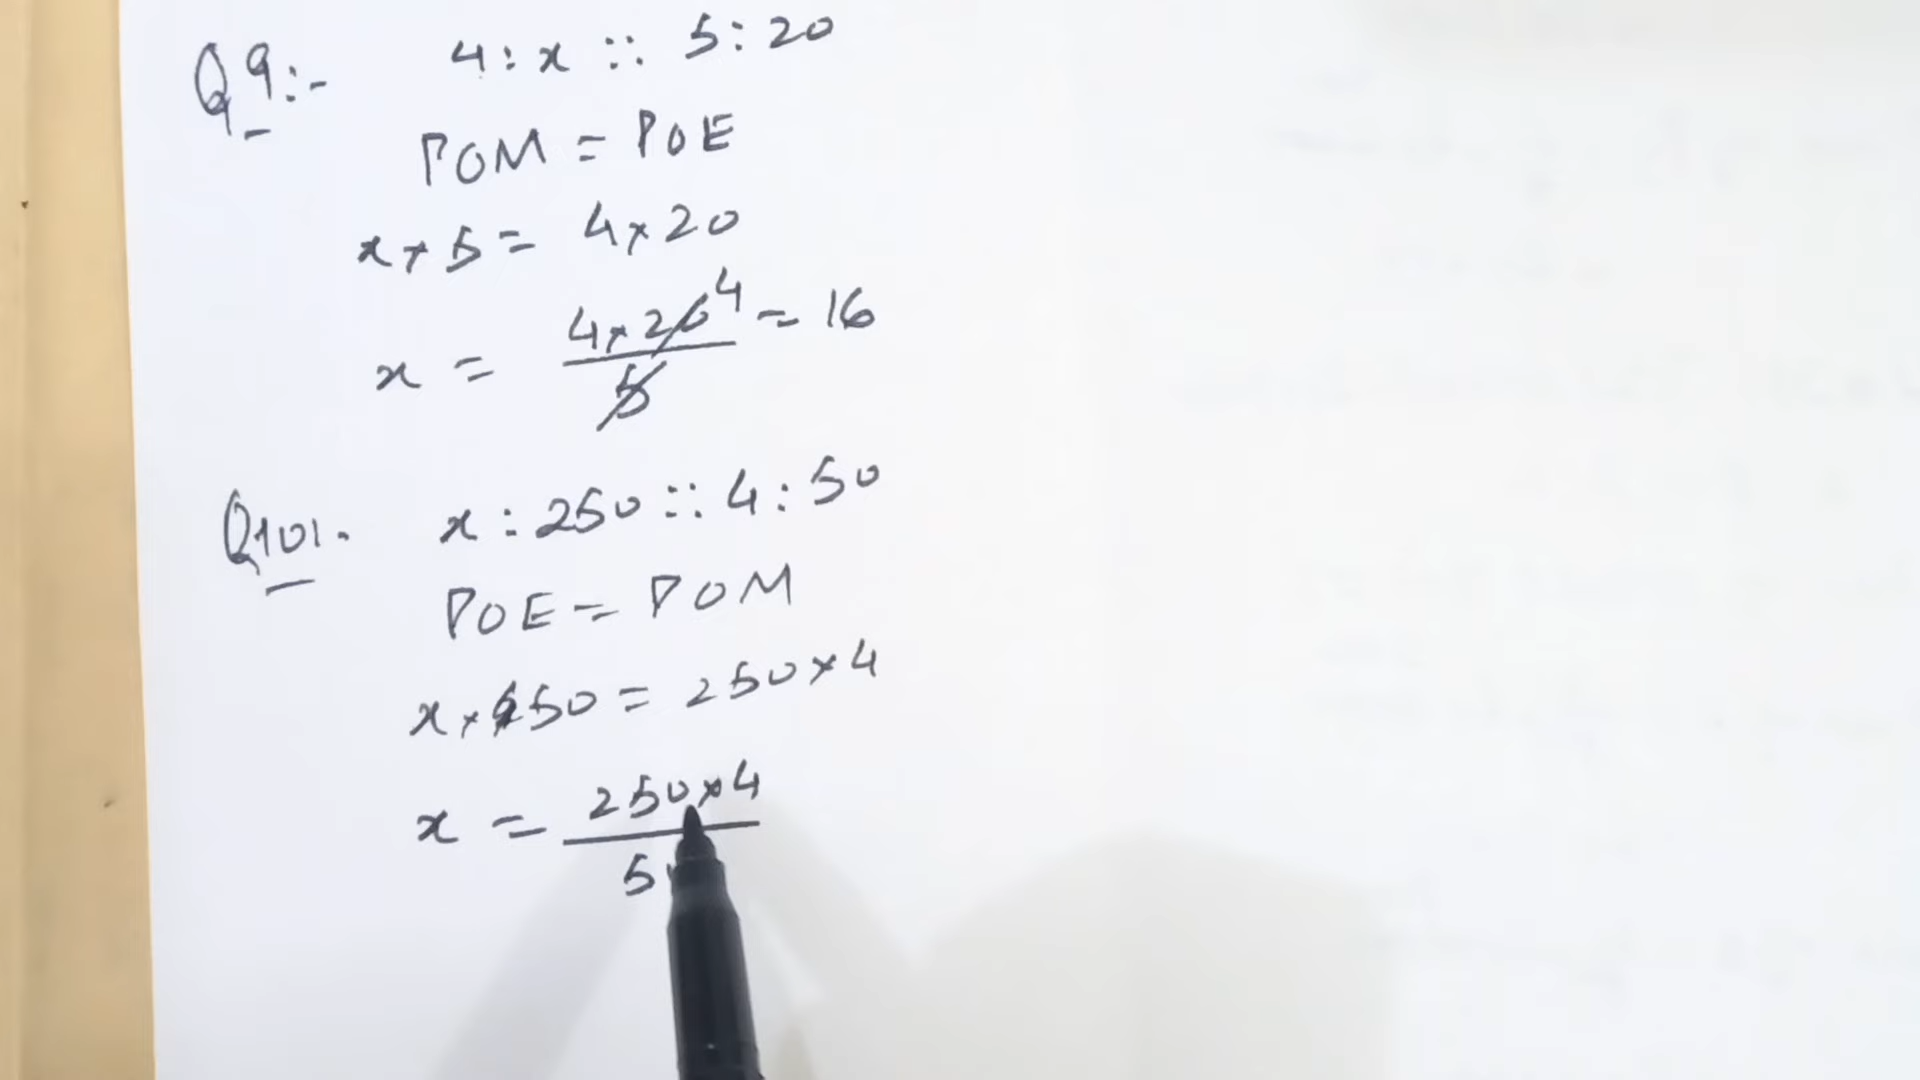 Q9:- 4 : x :: 5 : 20
POM = POE
x × 5 = 4 × 20
x = 4 × 20 4 / 5 = 16
Q10:- x : 250 :: 4 : 50
POE = POM
x × 50 = 250 × 4
x = 250 × 4 / 5